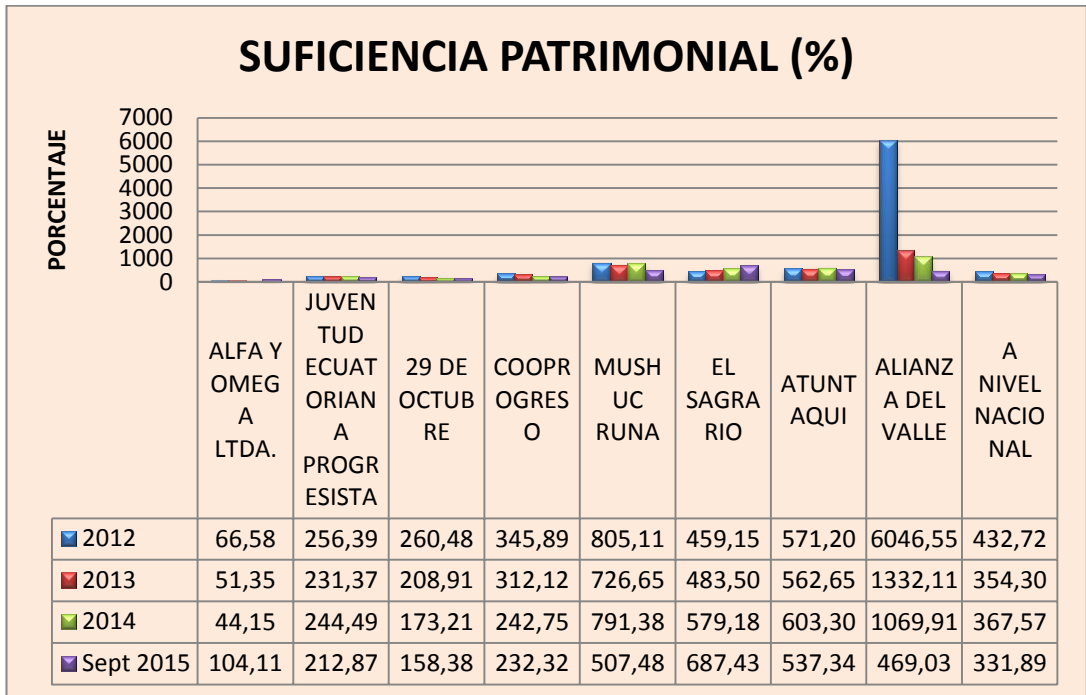 SUFICIENCIA PATRIMONIAL (%)
PORCENTAJE
7000
6000
5000
4000
3000
2000
1000
0
ALFA Y
OMEG
A
LTDA.
JUVEN
TUD
ECUAT
ORIAN
A
PROGR
ESISTA
29 DE
OCTUB
RE
COOPR
OGRES
O
MUSH
UC
RUNA
EL
SAGRA
RIO
ATUNT
AQUI
ALIANZ
A DEL
VALLE
A
NIVEL
NACIO
NAL
2012 66,58 256,39 260,48 345,89 805,11 459,15 571,20 6046,55 432,72
2013 51,35 231,37 208,91 312,12 726,65 483,50 562,65 1332,11 354,30
2014 44,15 244,49 173,21 242,75 791,38 579,18 603,30 1069,91 367,57
Sept 2015 104,11 212,87 158,38 232,32 507,48 687,43 537,34 469,03 331,89